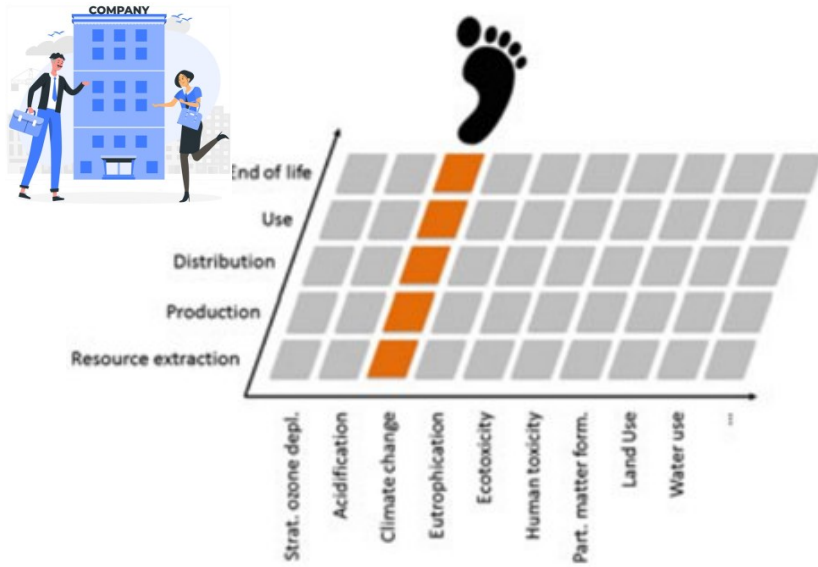 COMPANY
End of life
Use
Distribution
Production
Resource extraction
Strat. ozone depl.
Acidification
Climate change
Eutrophication
Ecotoxicity
Human toxicity
Part. matter form.
Land Use
Water use
...